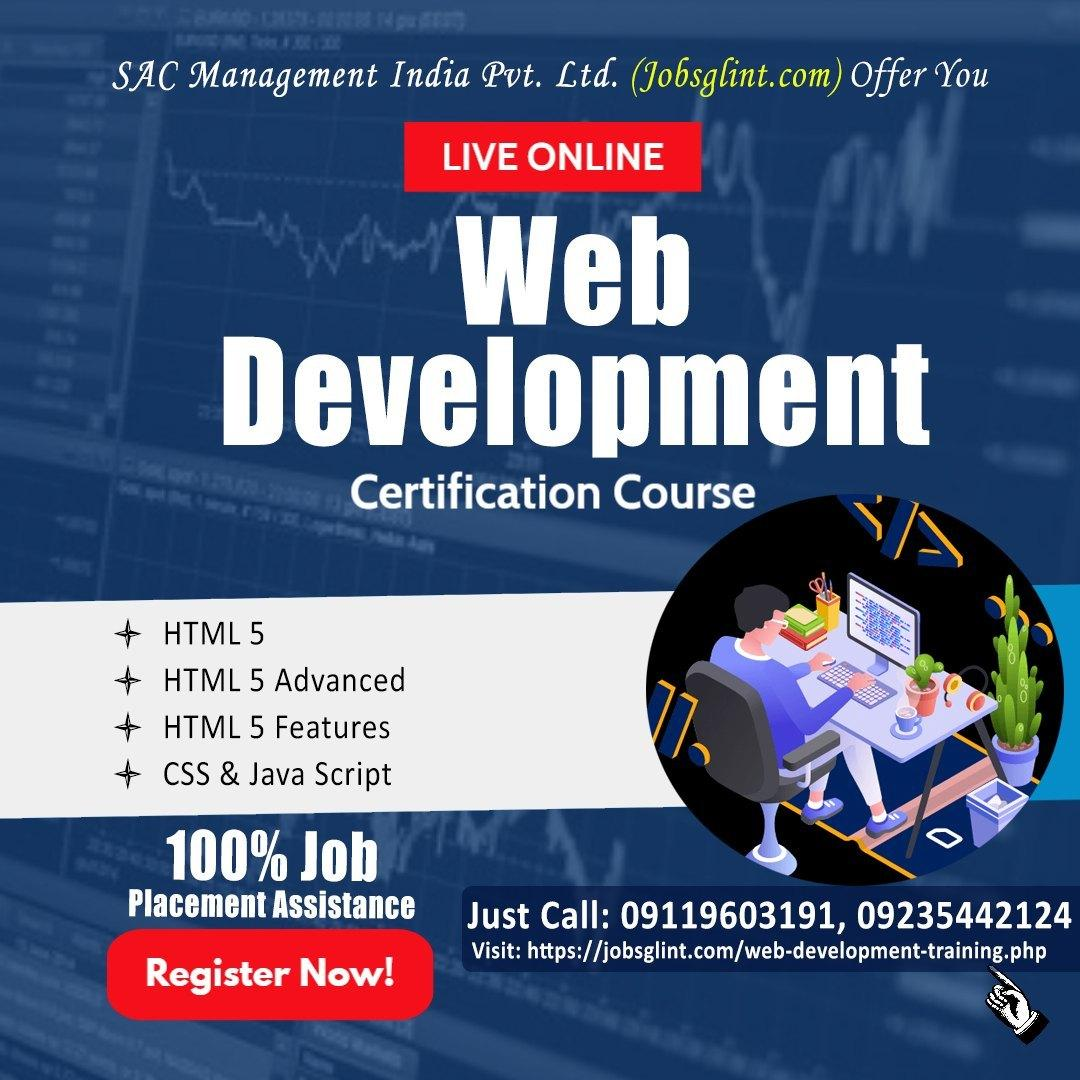 SAC Management India Pvt. Ltd. (Jobsglint.com) Offer You
LIVE ONLINE
Web
Development
Certification Course
HTML 5
HTML 5 Advanced
HTML 5 Features
CSS & Java Script
100% Job
Placement Assistance
Register Now!
Just Call: 09119603191, 09235442124
Visit: https://jobsglint.com/web-development-training.php